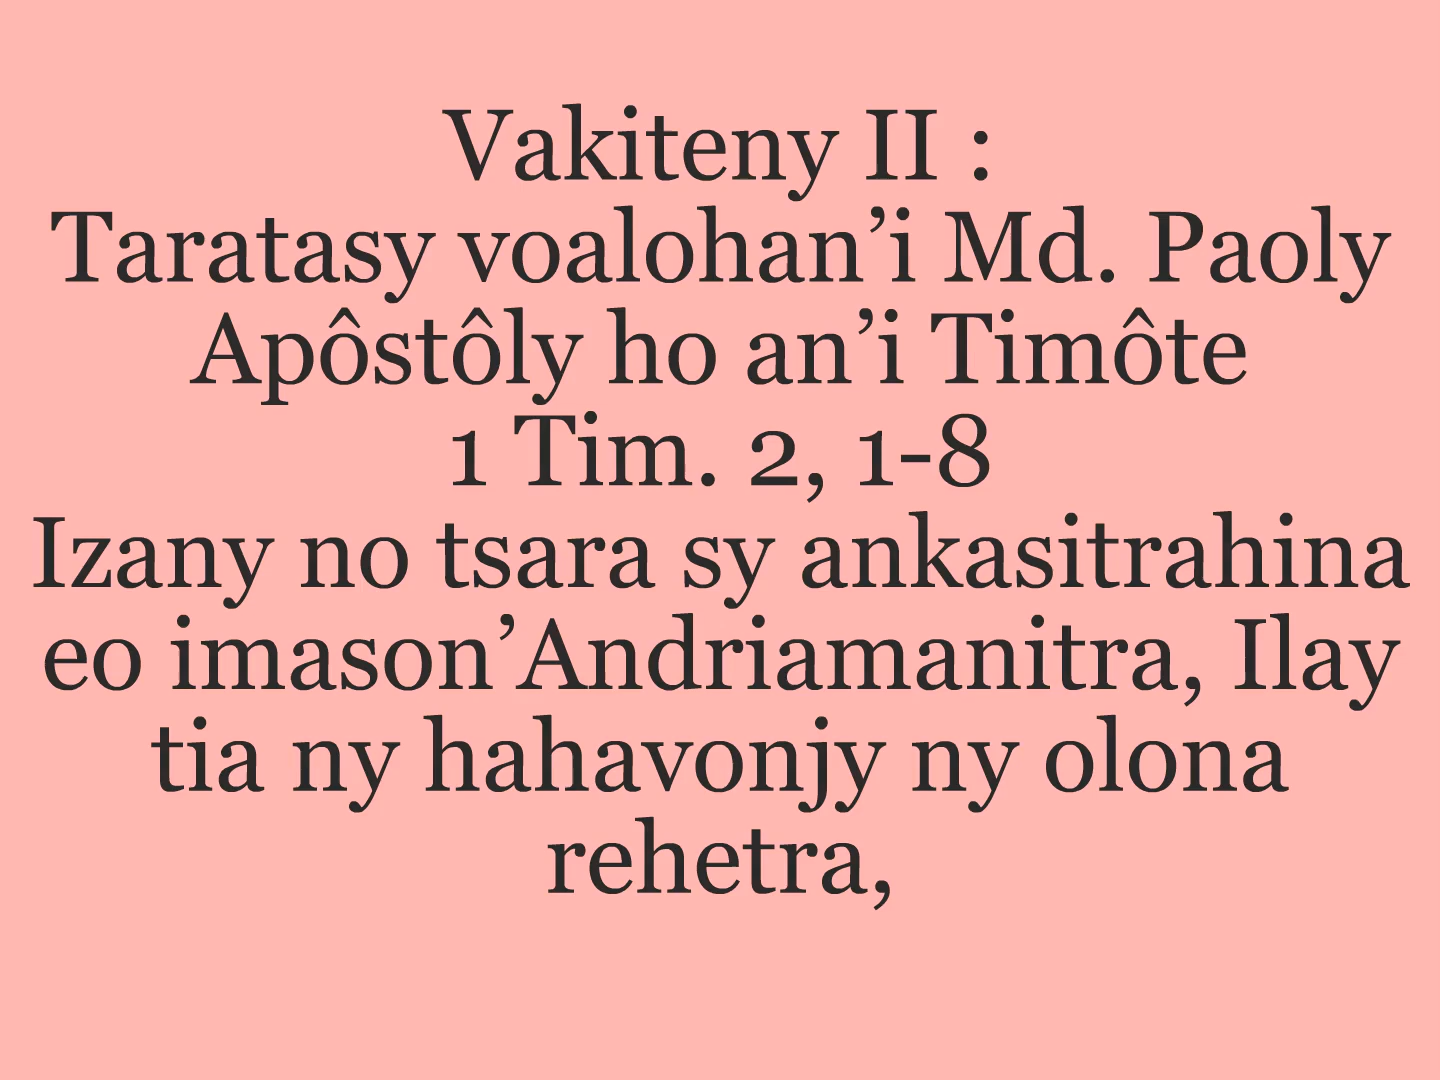 Vakiteny II :
Taratasy voalohan’i Md. Paoly
Apôstôly ho an’i Timôte
1 Tim. 2, 1-8
Izany no tsara sy ankasitrahina
eo imason’Andriamanitra, Ilay
tia ny hahavonjy ny olona
rehetra,